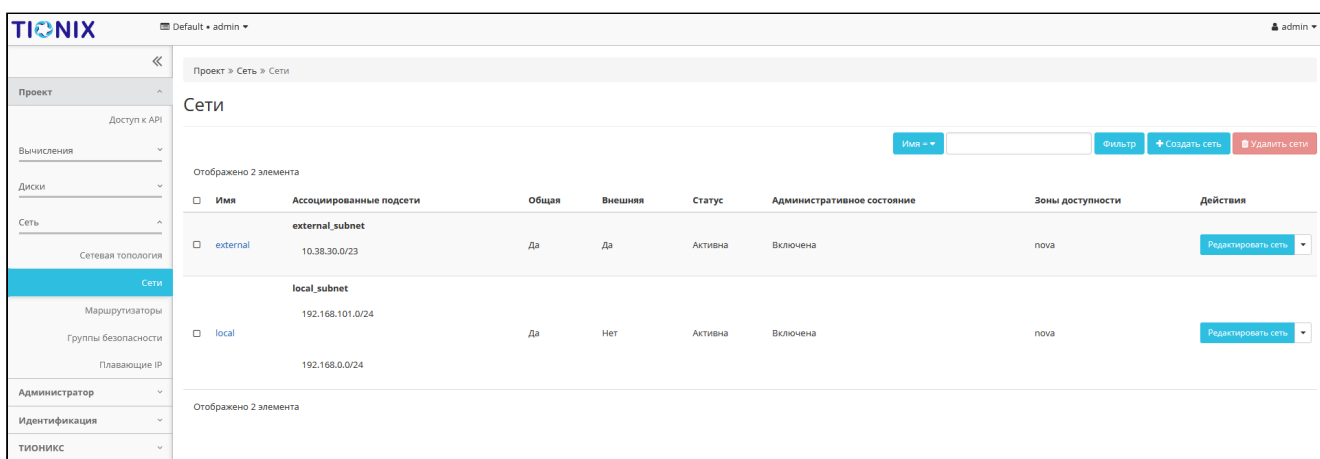 TIONIX
Default • admin
admin
Проект » Сеть » Сети
Проект
Доступ к API
Вычисления
Диски
Сеть
Сетевая топология
Сети
Маршрутизаторы
Группы безопасности
Плавающие IP
Администратор
Идентификация
ТИОНИКС
Сети
Имя =
Фильтр
Создать сеть
Удалить сети
Отображено 2 элемента
Имя Ассоциированные подсети Общая Внешняя Статус Административное состояние Зоны доступности Действия
external_subnet
external 10.38.30.0/23 Да Да Активна Включена nova Редактировать сеть
local_subnet
192.168.101.0/24
local Да Нет Активна Включена nova Редактировать сеть
192.168.0.0/24
Отображено 2 элемента